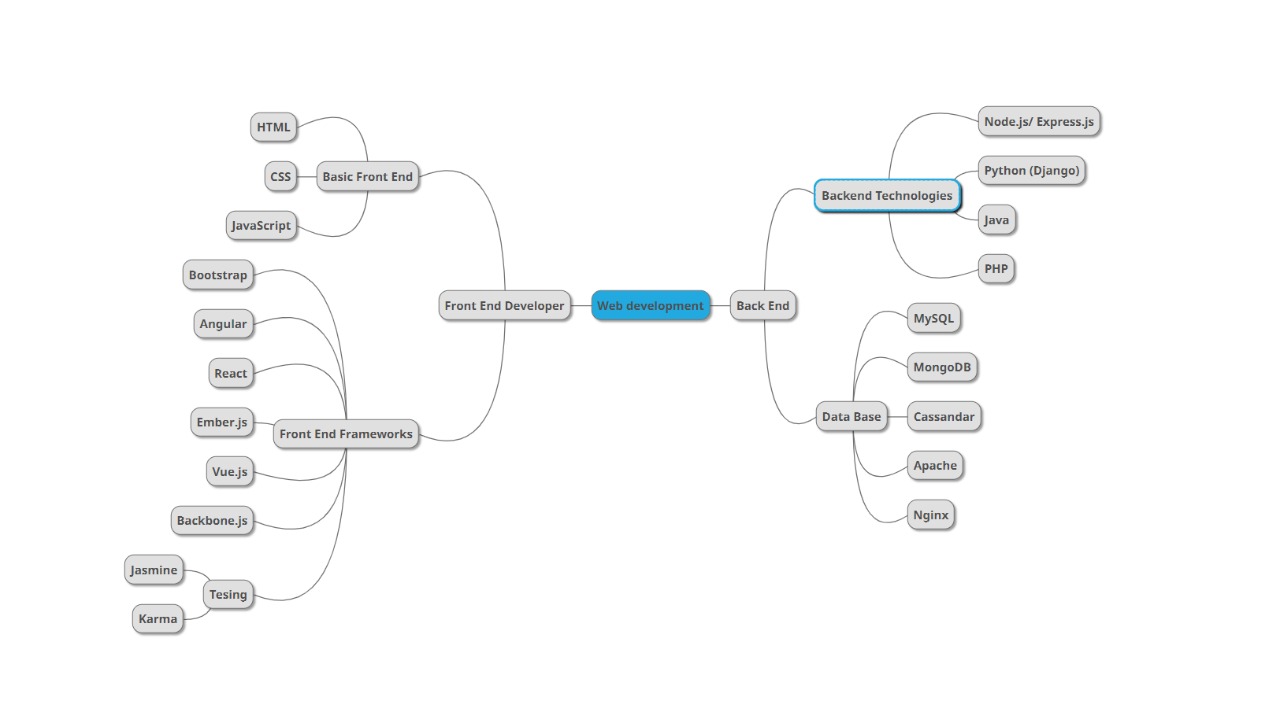 HTML
CSS
JavaScript
Basic Front End
Bootstrap
Angular
React
Ember.js
Vue.js
Backbone.js
Front End Frameworks
Jasmine
Karma
Tesing
Front End Developer
Web development
Back End
Backend Technologies
Node.js/ Express.js
Python (Django)
Java
PHP
Data Base
MySQL
MongoDB
Cassandar
Apache
Nginx